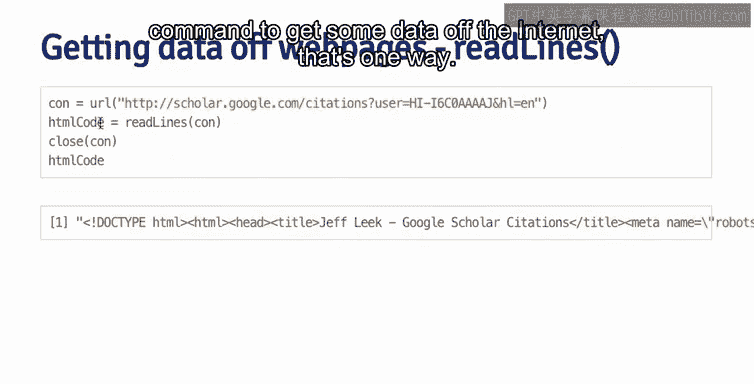 command to get some data off the Internet,
that's one way.
Getting data off webpages - readLines()
con = url("http://scholar.google.com/citations?user=HI-I6C0AAAAJ&hl=en")
htmlCode = readLines(con)
close(con)
htmlCode
[1] "<!DOCTYPE html><html><head><title>Jeff Leek - Google Scholar Citations</title><meta name=\"robots